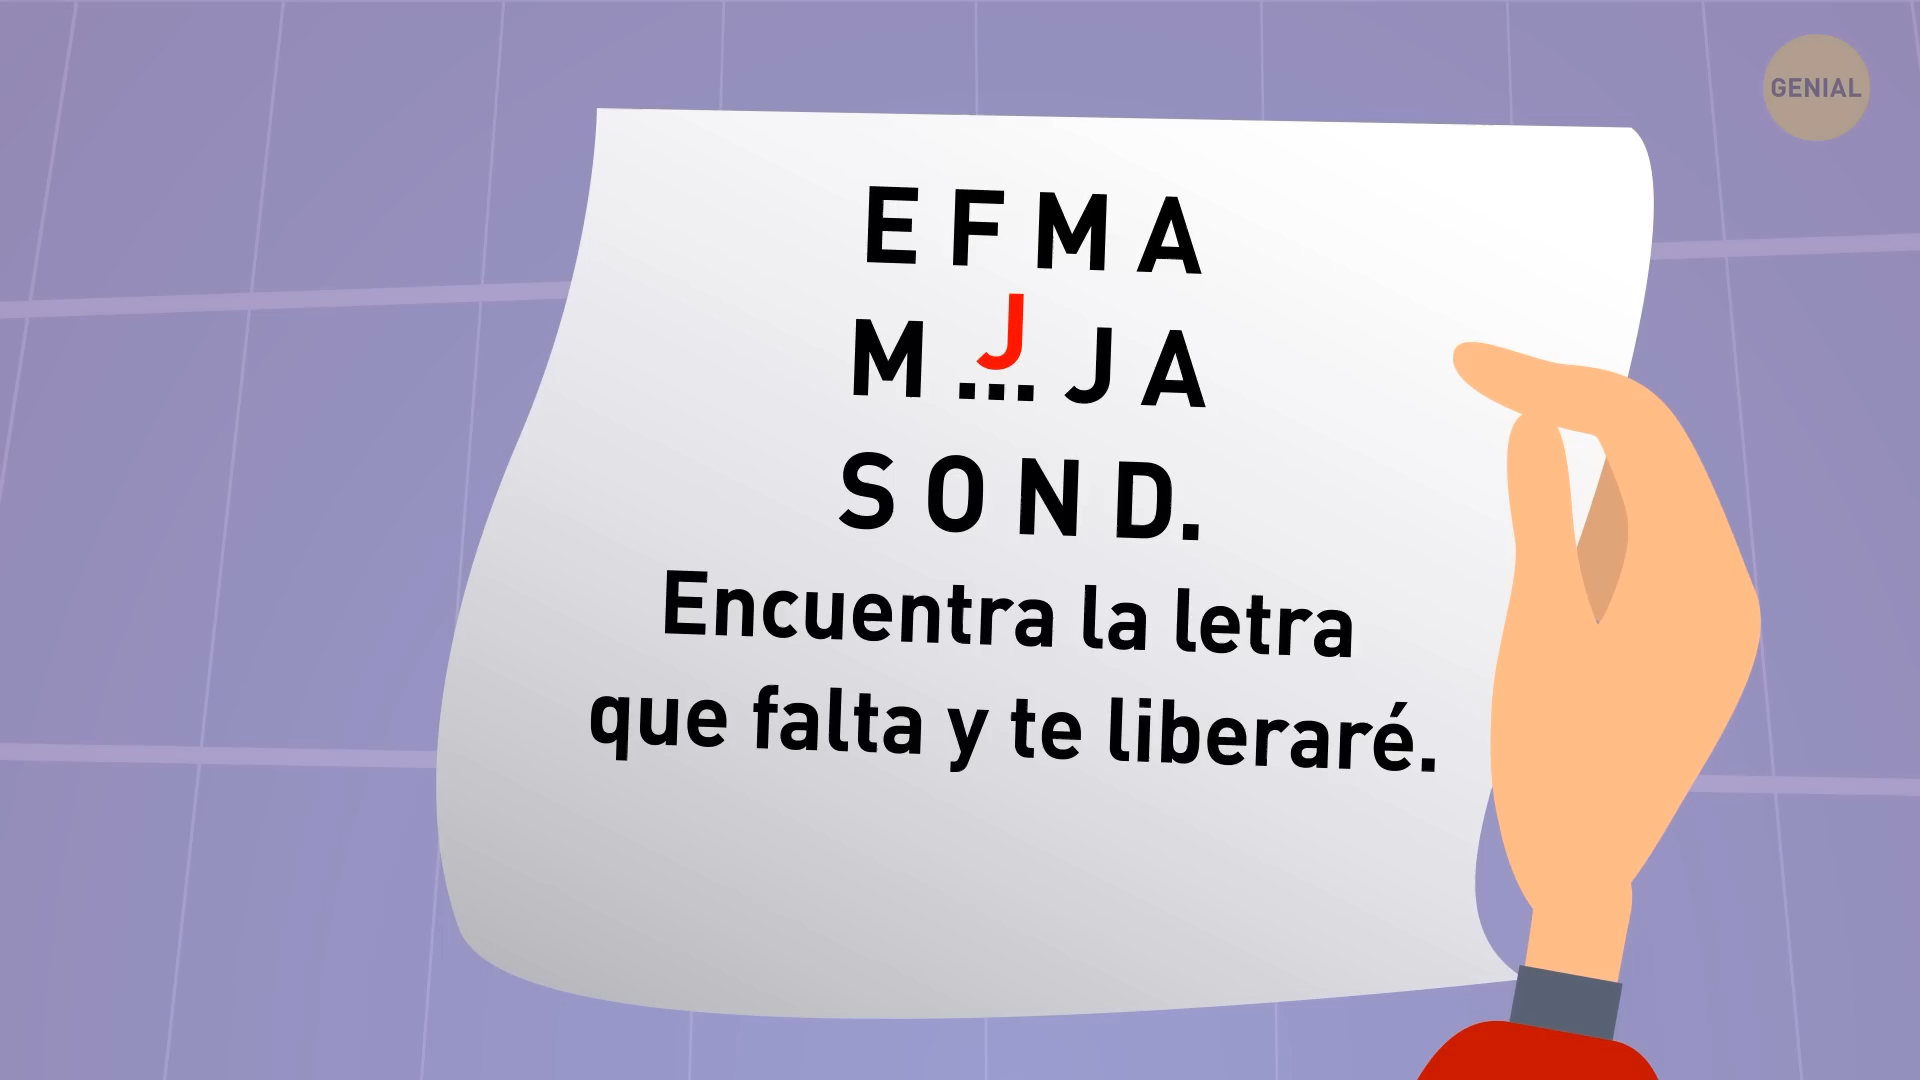 GENIAL
E F M A
M J... J A
S O N D.
Encuentra la letra
que falta y te liberaré.